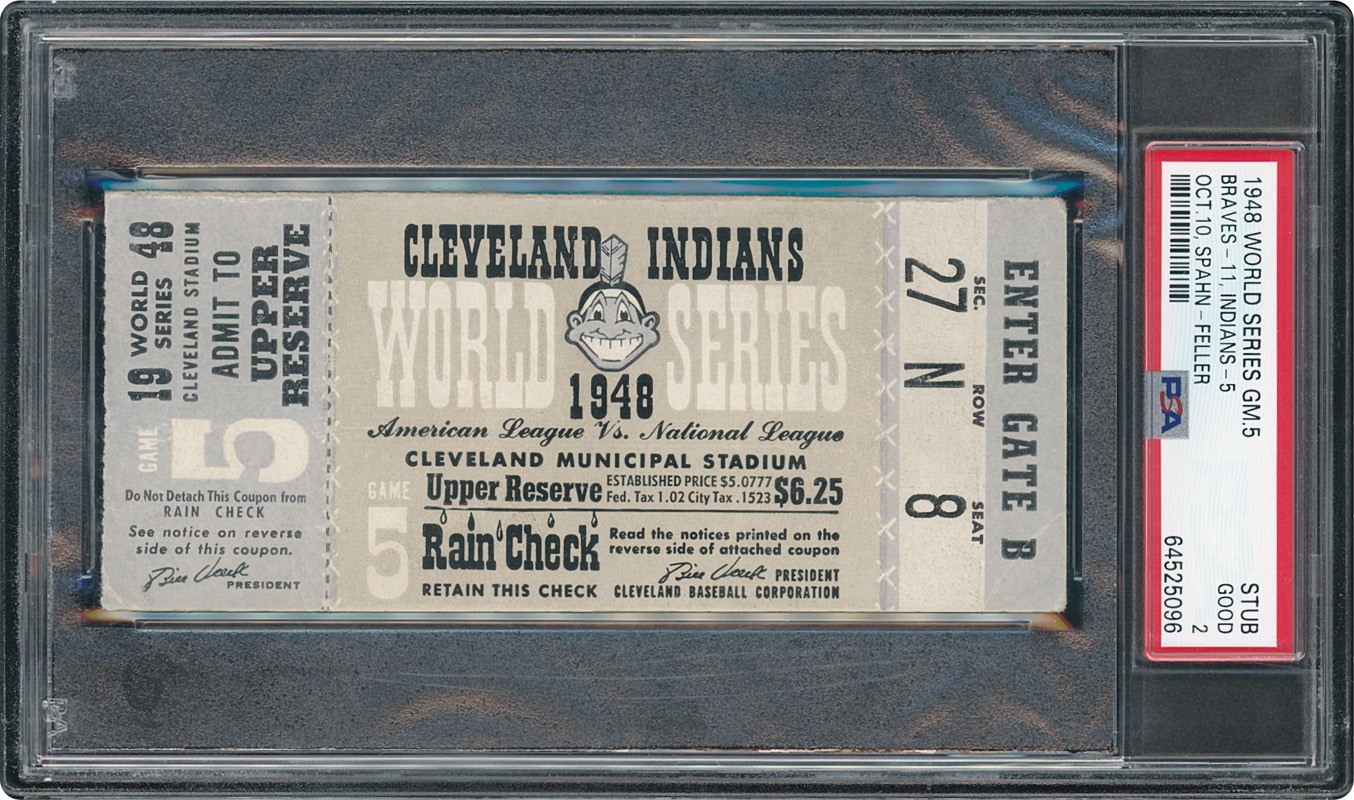 19 WORLD SERIES 48
CLEVELAND STADIUM
ADMIT TO
UPPER
RESERVE
GAME
5
Do Not Detach This Coupon from
RAIN CHECK
See notice on reverse
side of this coupon.
Bill Veeck
PRESIDENT
CLEVELAND INDIANS
WORLD SERIES
1948
American League Vs. National League
CLEVELAND MUNICIPAL STADIUM
GAME
5
Upper Reserve
ESTABLISHED PRICE $5.0777
Fed. Tax 1.02 City Tax .1523
$6.25
Rain Check
Read the notices printed on the
reverse side of attached coupon
Bill Veeck PRESIDENT
RETAIN THIS CHECK
CLEVELAND BASEBALL CORPORATION
SEC.
27
ROW
N
SEAT
8
ENTER GATE B
1948 WORLD SERIES GM.5
BRAVES - 11, INDIANS - 5
OCT.10, SPAHN - FELLER
PSA
STUB
GOOD
2
64525096